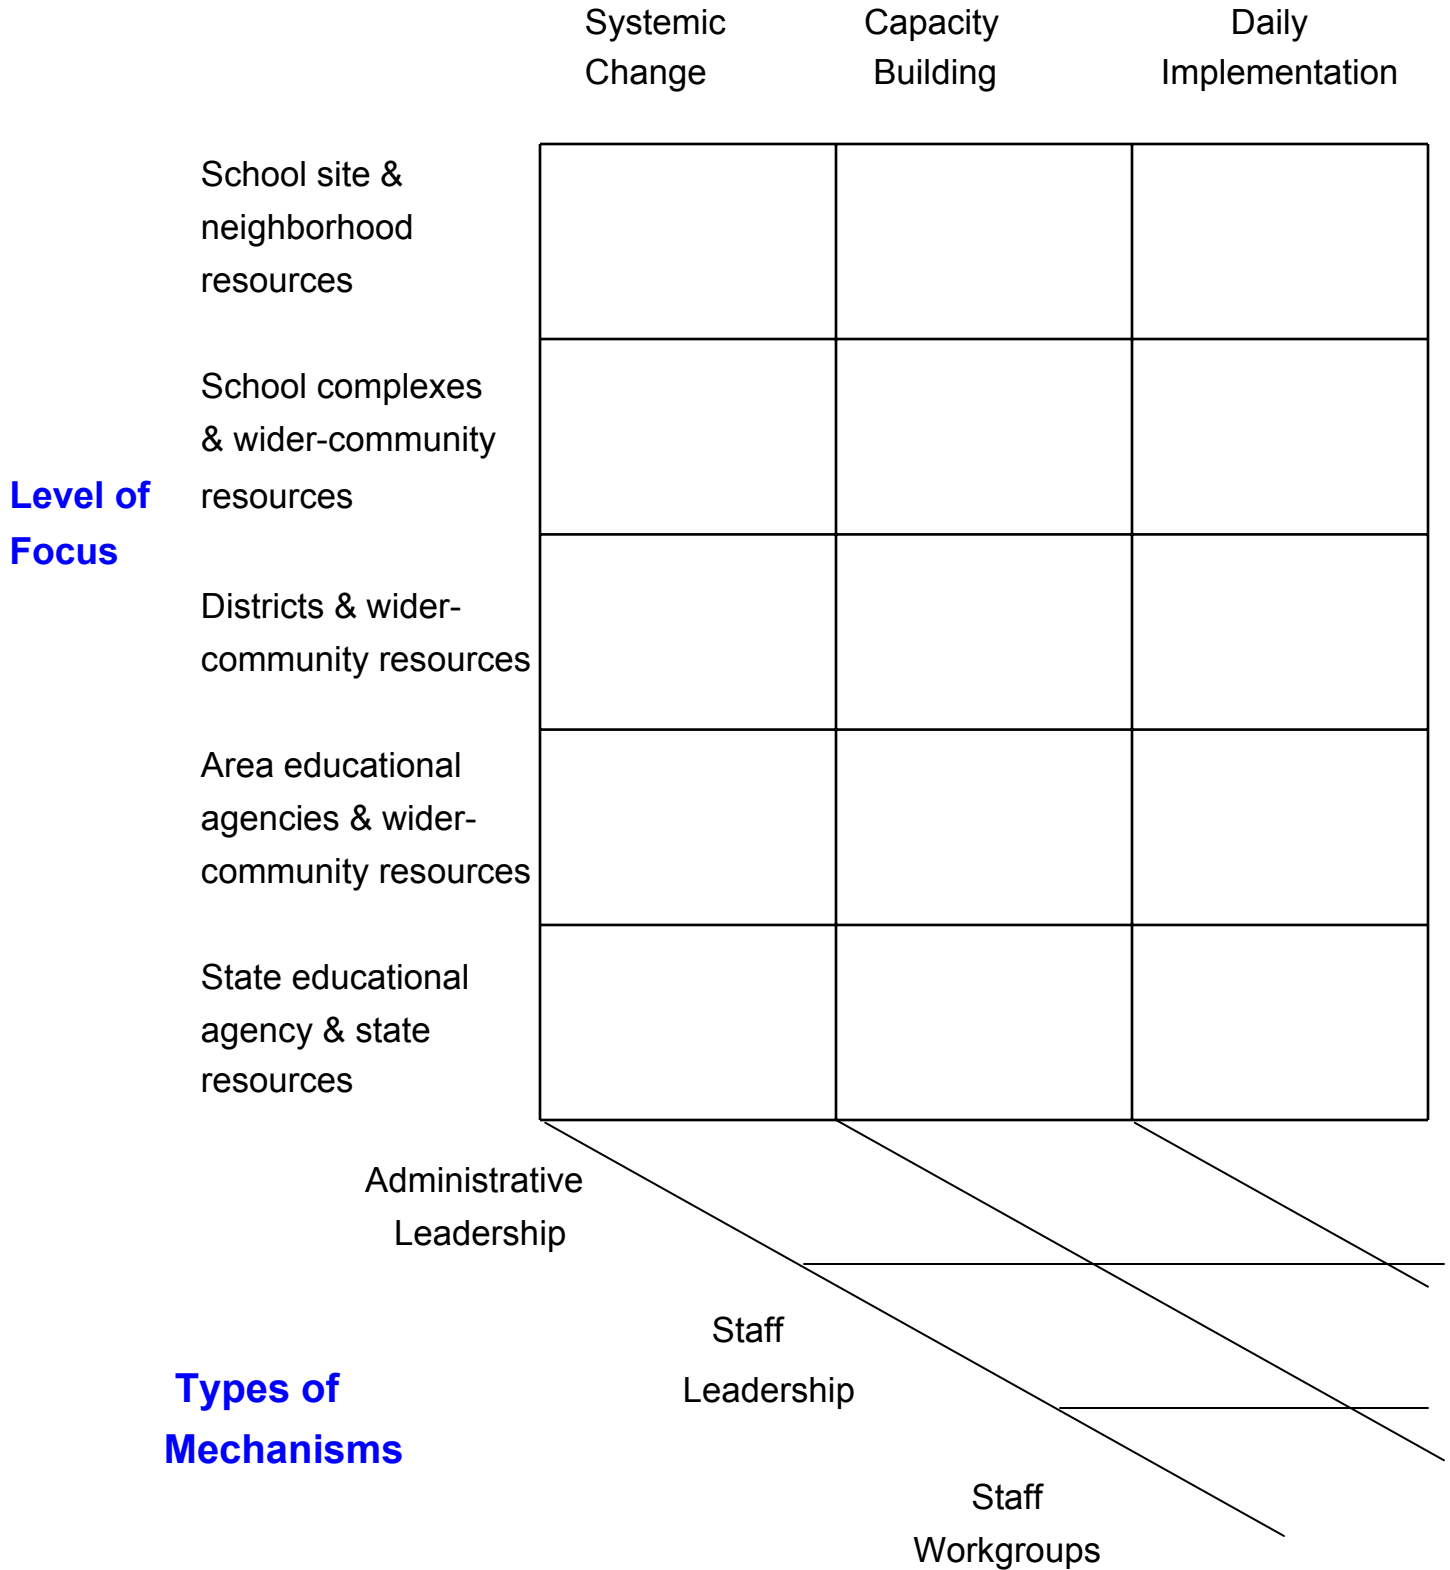 Systemic Capacity Daily
Change Building Implementation
School site &
neighborhood
resources
School complexes
& wider-community
Level of resources
Focus
Districts & wider-
community resources
Area educational
agencies & wider-
community resources
State educational
agency & state
resources
Administrative
Leadership
Staff
Leadership
Types of
Mechanisms
Staff
Workgroups